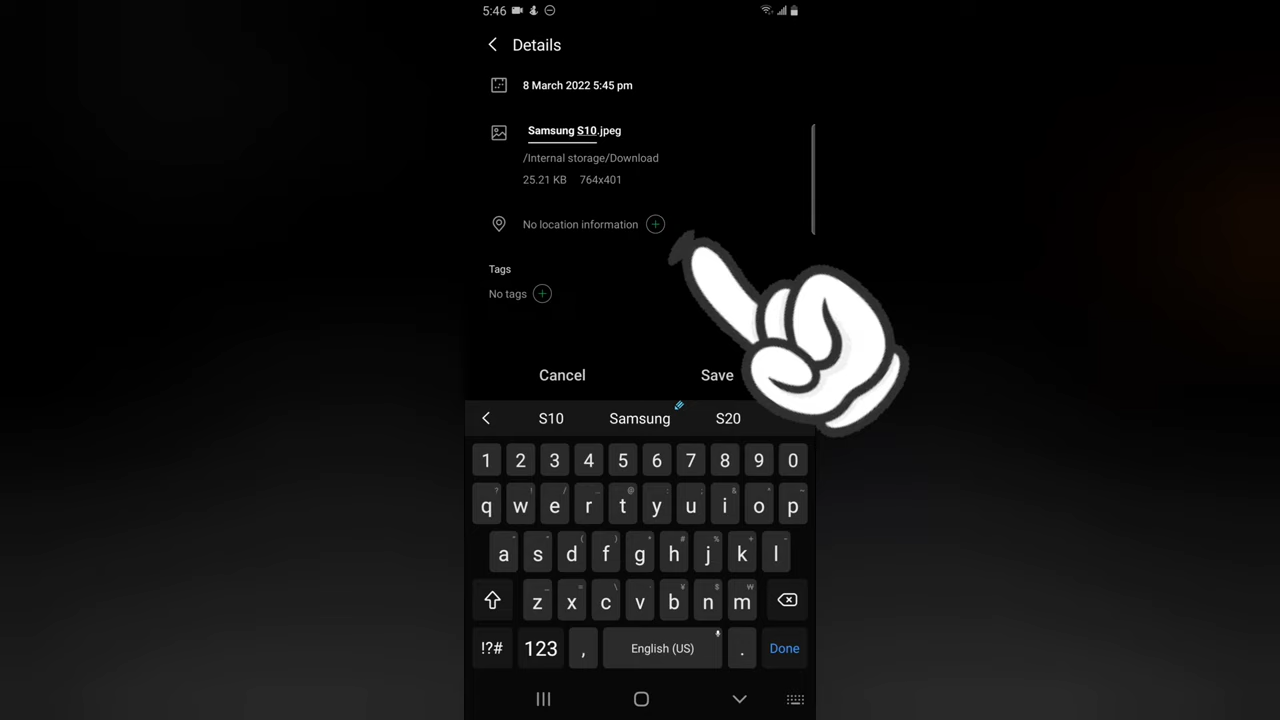 5:46
Details
8 March 2022 5:45 pm
Samsung S10.jpeg
/Internal storage/Download
25.21 KB 764x401
No location information
Tags
No tags
Cancel Save
S10 Samsung S20
1 2 3 4 5 6 7 8 9 0
q w e r t y u i o p
a s d f g h j k l
z x c v b n m
!?# 123 , English (US) . Done